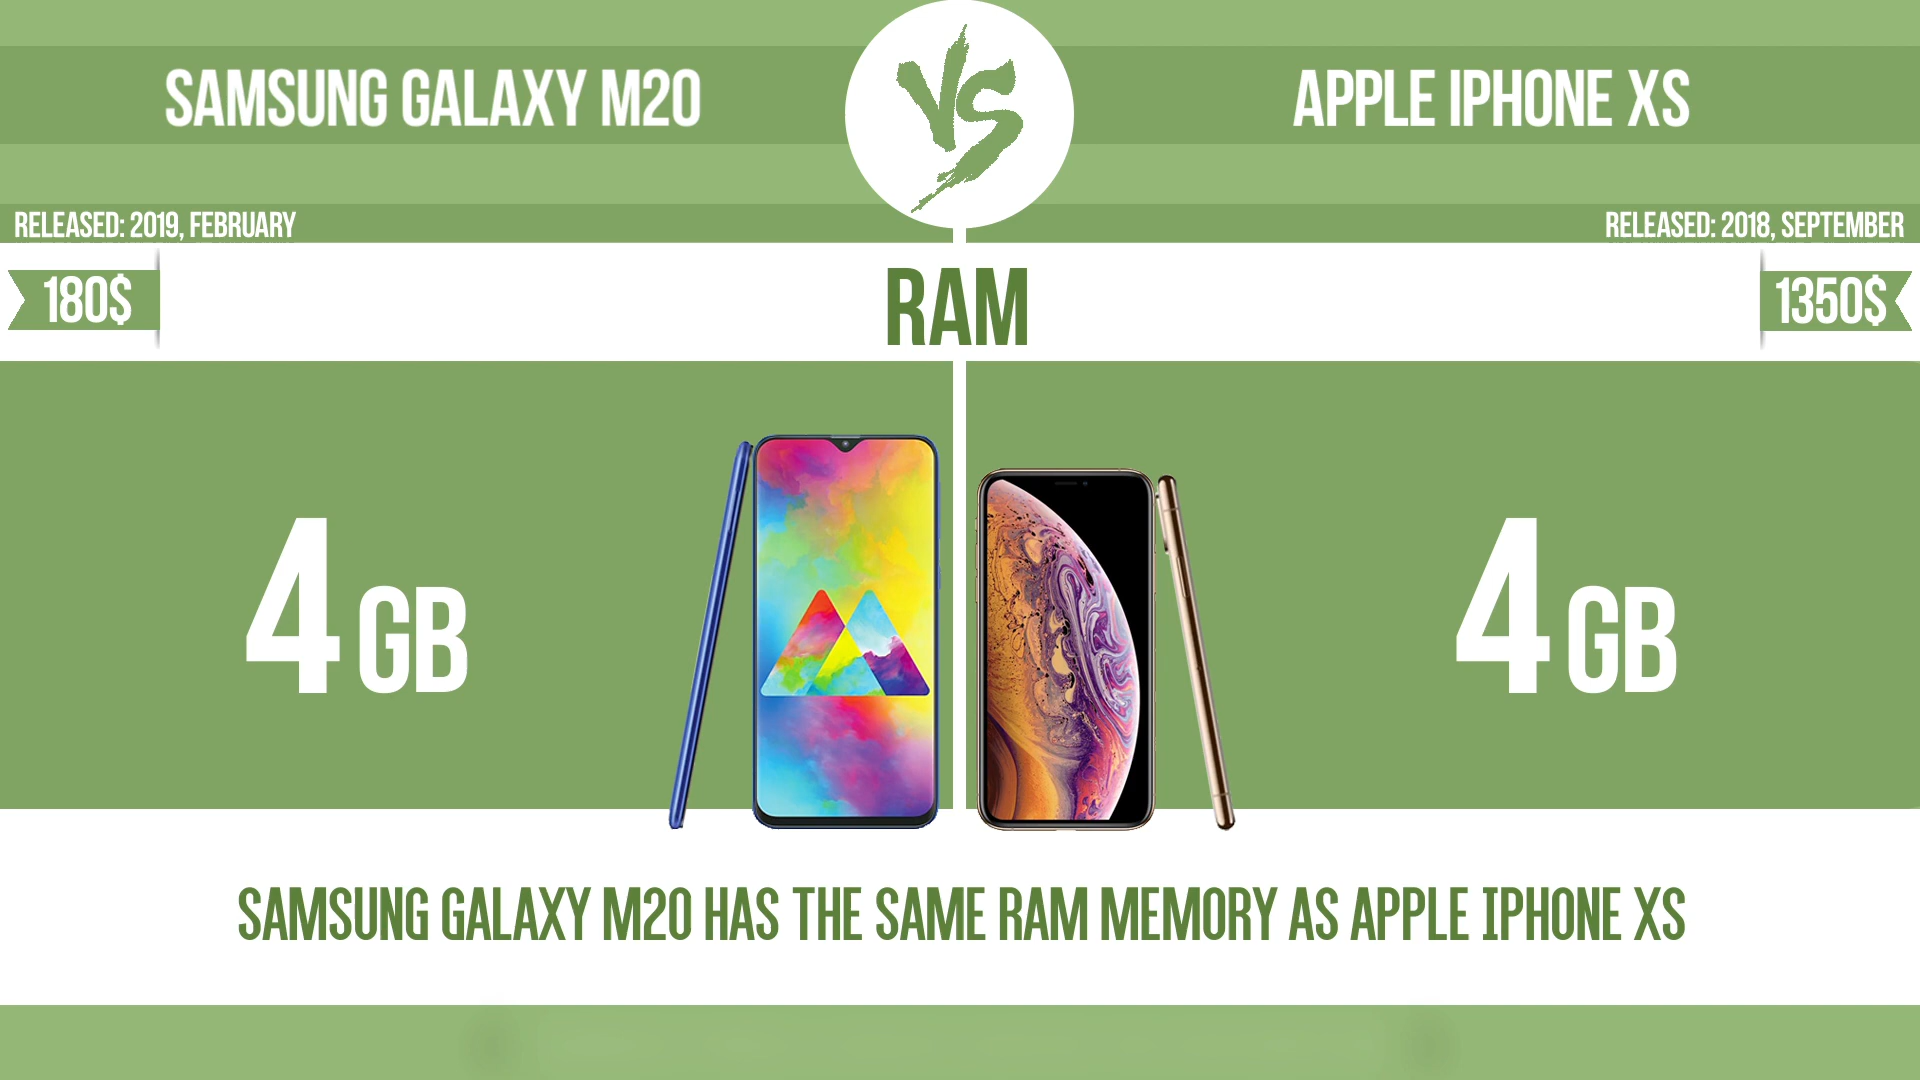 SAMSUNG GALAXY M20
VS
APPLE IPHONE XS
RELEASED: 2019, FEBRUARY
RELEASED: 2018, SEPTEMBER
180$
RAM
1350$
4 GB
4 GB
SAMSUNG GALAXY M20 HAS THE SAME RAM MEMORY AS APPLE IPHONE XS